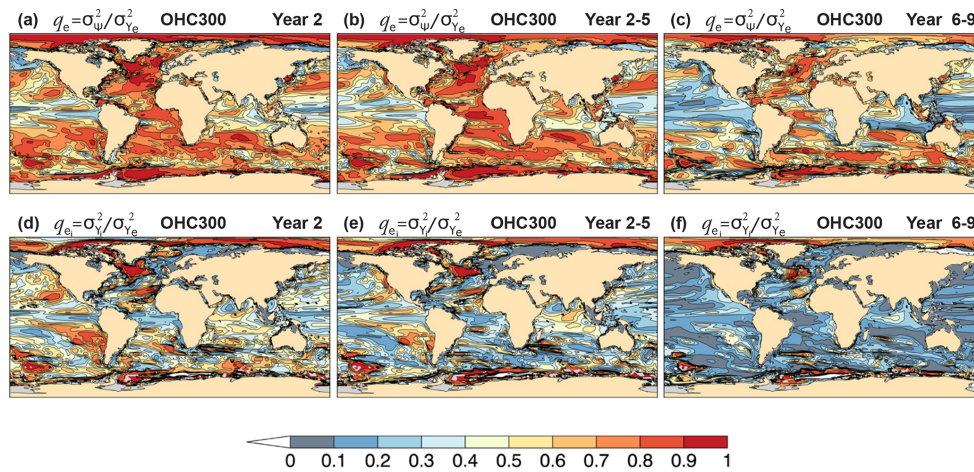 (a) qₑ=σ²_Ψ/σ²_Yₑ OHC300 Year 2
(b) qₑ=σ²_Ψ/σ²_Yₑ OHC300 Year 2-5
(c) qₑ=σ²_Ψ/σ²_Yₑ OHC300 Year 6-9
(d) q_eᵢ=σ²_Yᵢ/σ²_Yₑ OHC300 Year 2
(e) q_eᵢ=σ²_Yᵢ/σ²_Yₑ OHC300 Year 2-5
(f) q_eᵢ=σ²_Yᵢ/σ²_Yₑ OHC300 Year 6-9
0 0.1 0.2 0.3 0.4 0.5 0.6 0.7 0.8 0.9 1